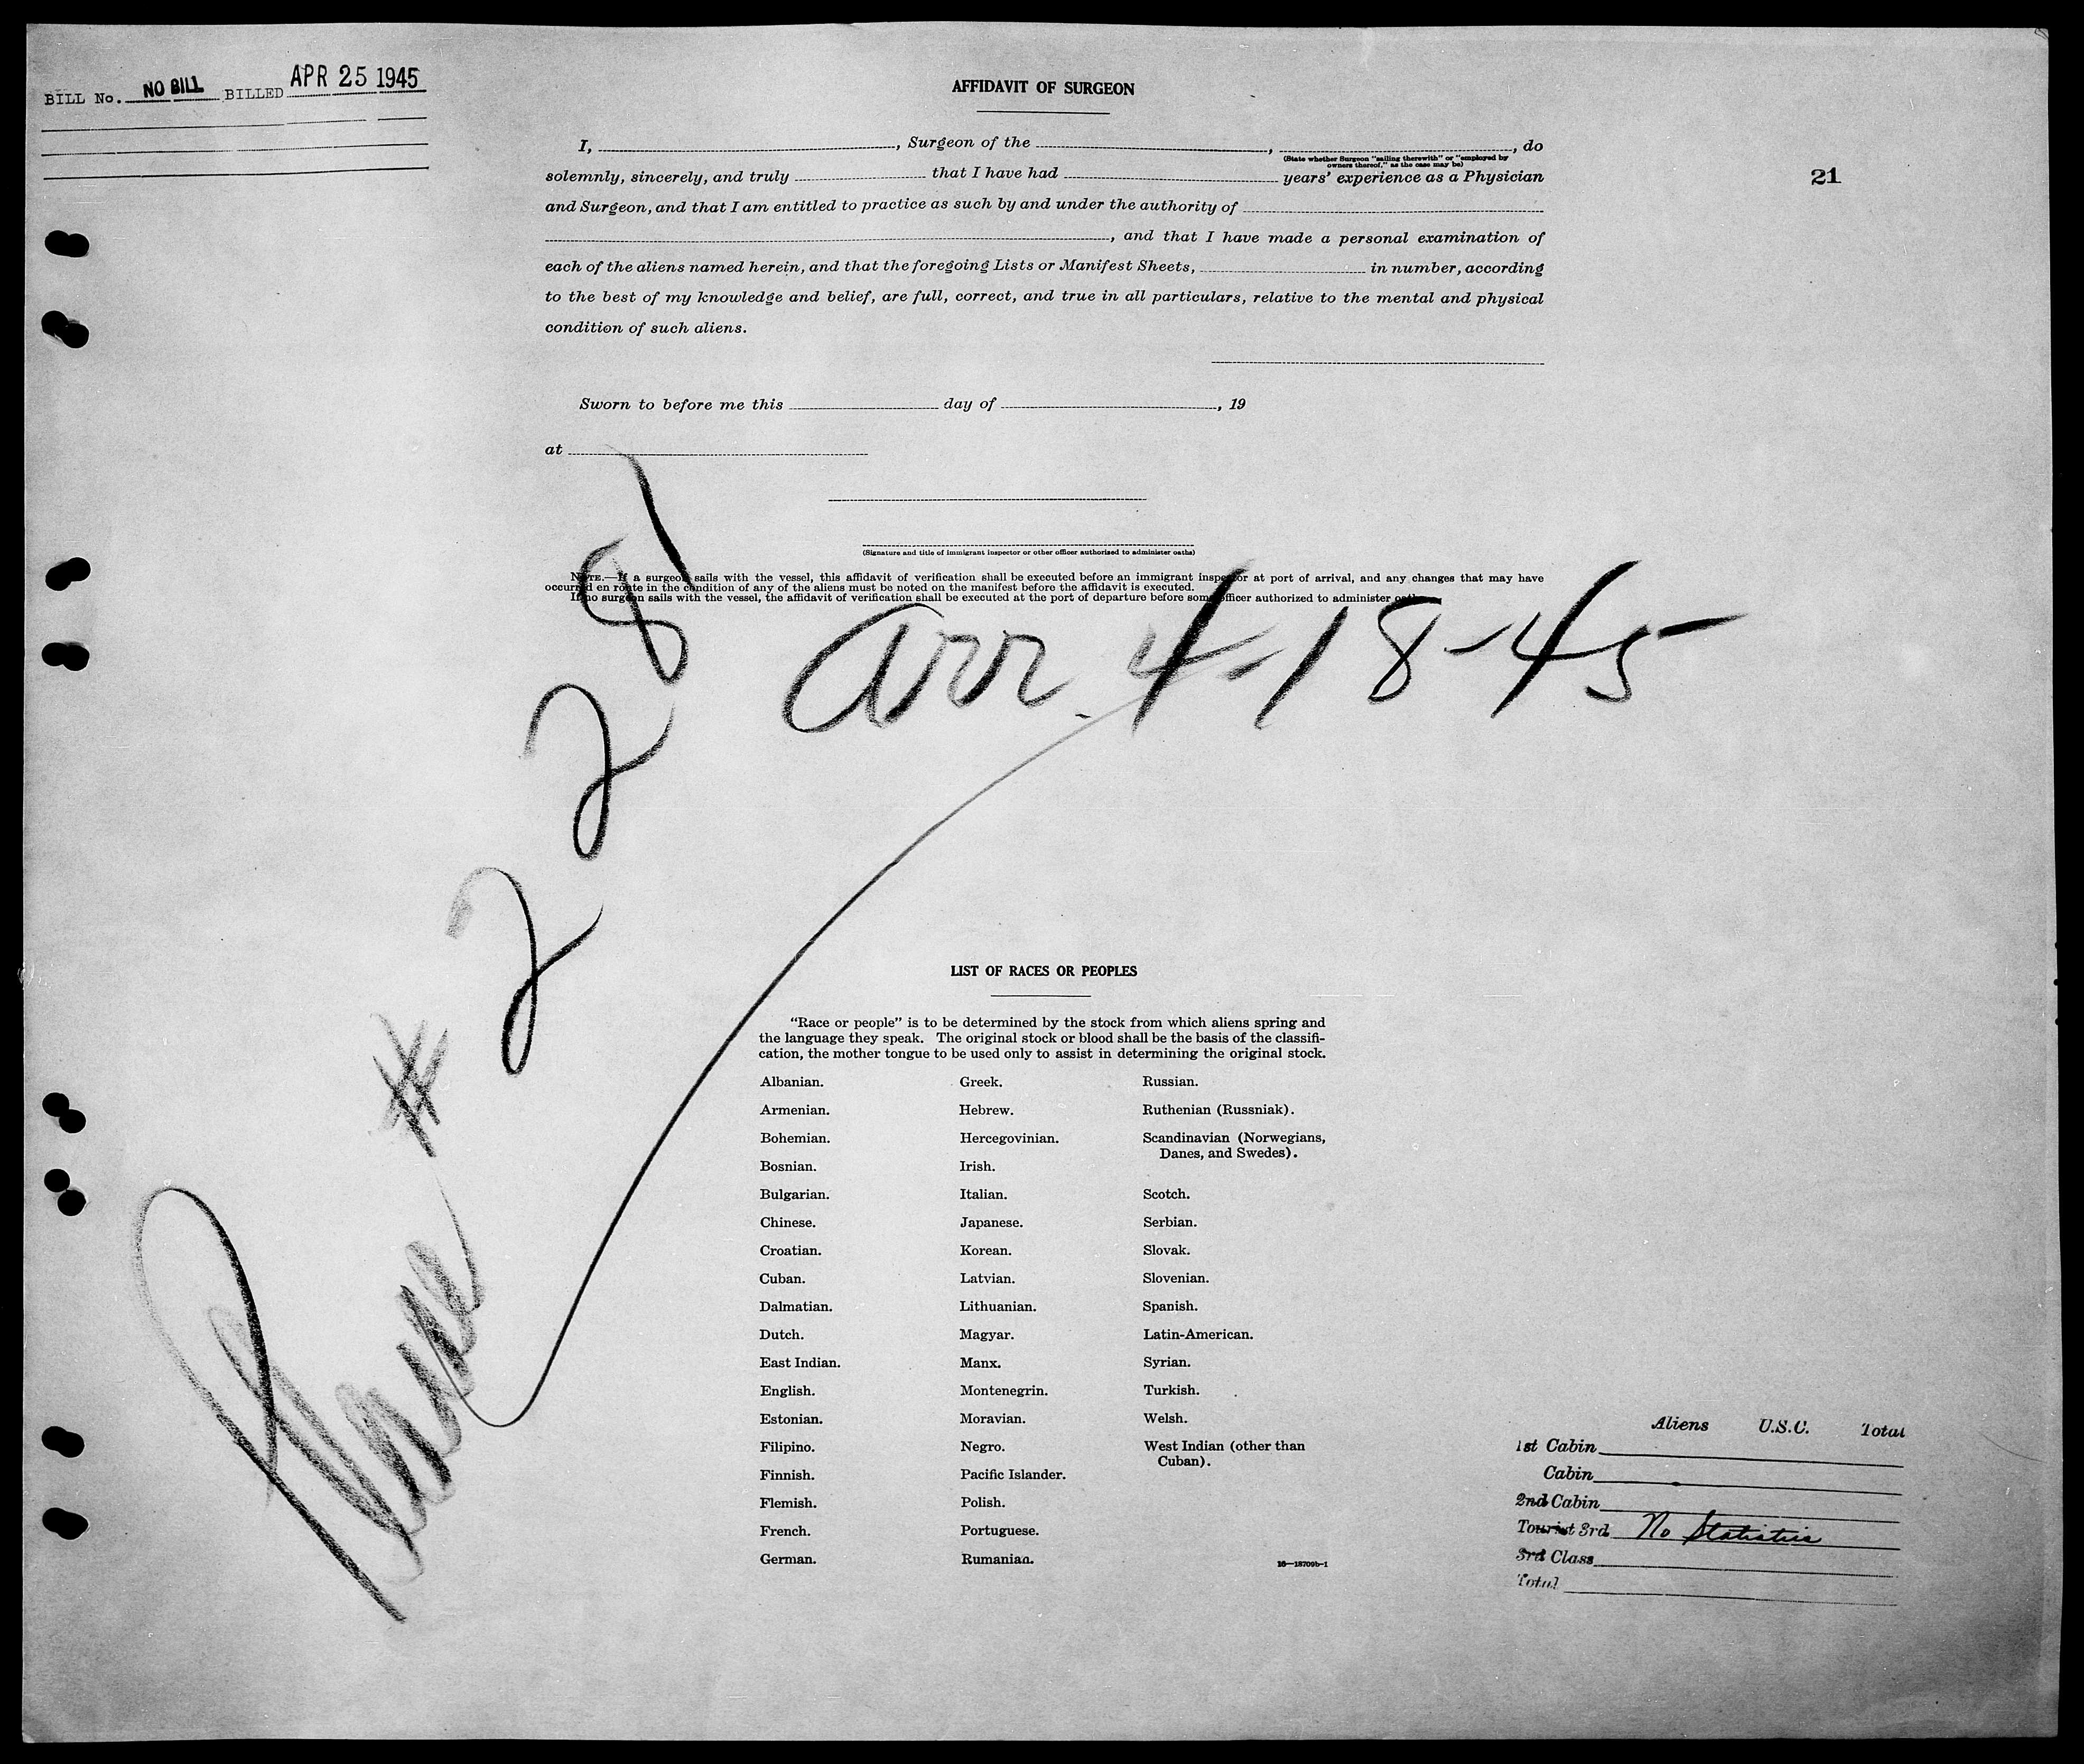 BILL No. NO BILL BILLED APR 25 1945
AFFIDAVIT OF SURGEON
I, , Surgeon of the , , do
(State whether Surgeon "sailing therewith" or "employed by
owners thereof," as the case may be)
solemnly, sincerely, and truly that I have had years' experience as a Physician
21
and Surgeon, and that I am entitled to practice as such by and under the authority of
, and that I have made a personal examination of
each of the aliens named herein, and that the foregoing Lists or Manifest Sheets, in number, according
to the best of my knowledge and belief, are full, correct, and true in all particulars, relative to the mental and physical
condition of such aliens.
Sworn to before me this day of , 19
at
(Signature and title of immigrant inspector or other officer authorized to administer oaths)
NOTE.—If a surgeon sails with the vessel, this affidavit of verification shall be executed before an immigrant inspector at port of arrival, and any changes that may have
occurred en route in the condition of any of the aliens must be noted on the manifest before the affidavit is executed.
If no surgeon sails with the vessel, the affidavit of verification shall be executed at the port of departure before some officer authorized to administer oaths.
Plane # 2281
arr. 4-18-45
LIST OF RACES OR PEOPLES
"Race or people" is to be determined by the stock from which aliens spring and
the language they speak. The original stock or blood shall be the basis of the classifi-
cation, the mother tongue to be used only to assist in determining the original stock.
Albanian. Greek. Russian.
Armenian. Hebrew. Ruthenian (Russniak).
Bohemian. Hercegovinian. Scandinavian (Norwegians,
Danes, and Swedes).
Bosnian. Irish.
Bulgarian. Italian. Scotch.
Chinese. Japanese. Serbian.
Croatian. Korean. Slovak.
Cuban. Latvian. Slovenian.
Dalmatian. Lithuanian. Spanish.
Dutch. Magyar. Latin-American.
East Indian. Manx. Syrian.
English. Montenegrin. Turkish.
Estonian. Moravian. Welsh.
Filipino. Negro. West Indian (other than
Cuban).
Finnish. Pacific Islander.
Flemish. Polish.
French. Portuguese.
German. Rumanian.
16—18709b-1
Aliens U.S.C. Total
1st Cabin
Cabin
2nd Cabin
Tourist 3rd No Statistics
3rd Class
Total